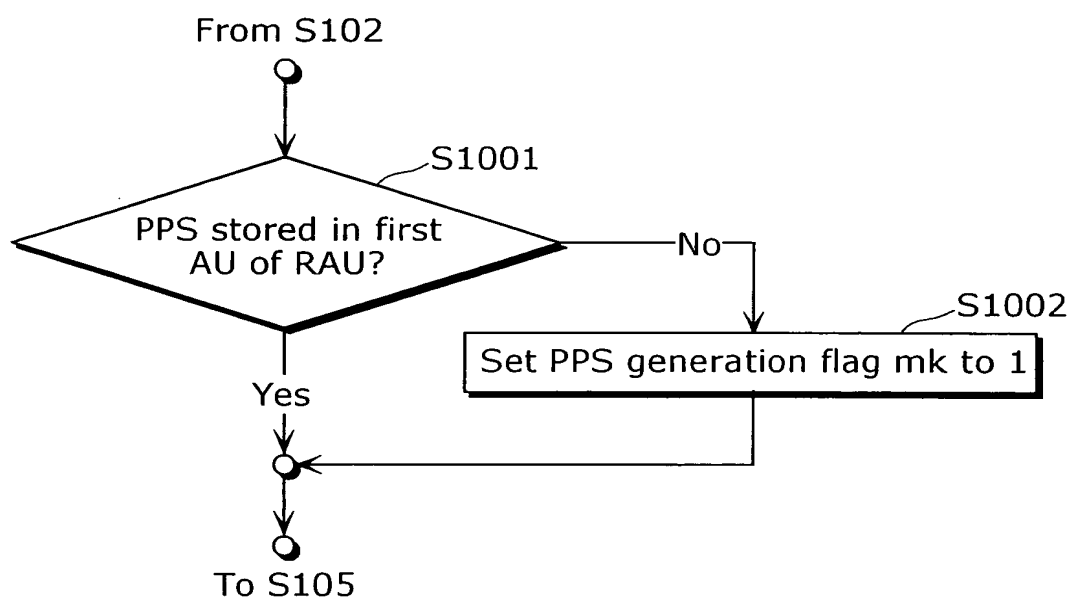 From S102
S1001
PPS stored in first
AU of RAU?
No
S1002
Set PPS generation flag mk to 1
Yes
To S105